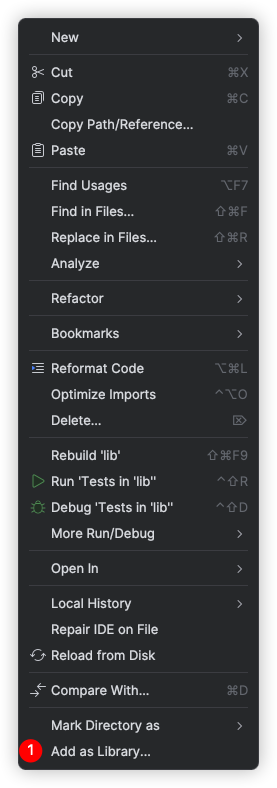 New
Cut ⌘X
Copy ⌘C
Copy Path/Reference...
Paste ⌘V
Find Usages ⌥F7
Find in Files... ⇧⌘F
Replace in Files... ⇧⌘R
Analyze
Refactor
Bookmarks
Reformat Code ⌥⌘L
Optimize Imports ⌃⌥O
Delete... ⌦
Rebuild 'lib' ⇧⌘F9
Run 'Tests in 'lib'' ⌃⇧R
Debug 'Tests in 'lib'' ⌃⇧D
More Run/Debug
Open In
Local History
Repair IDE on File
Reload from Disk
Compare With... ⌘D
Mark Directory as
1 Add as Library...